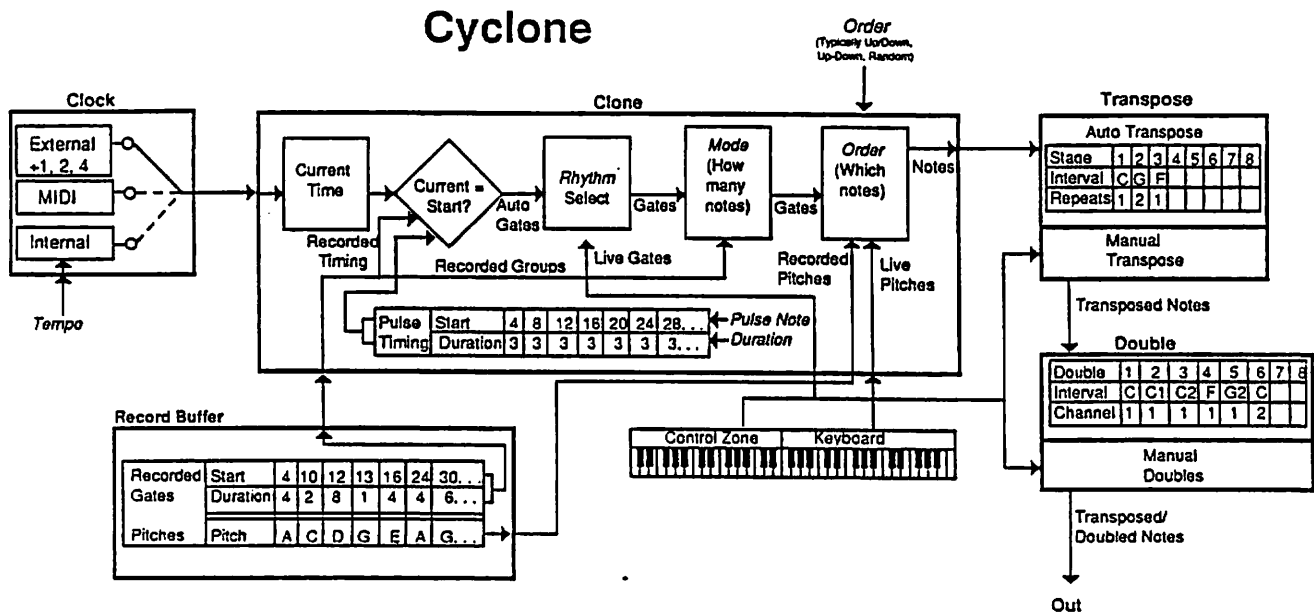 Cyclone
Order
(Typically Up/Down,
Up-Down, Random)
Clock
External
+1, 2, 4
MIDI
Internal
Tempo
Clone
Current
Time
Current =
Start?
Auto
Gates
Rhythm
Select
Gates
Mode
(How
many
notes)
Gates
Order
(Which
notes)
Notes
Recorded
Timing
Recorded Groups
Live Gates
Recorded
Pitches
Live
Pitches
Pulse Start 4 8 12 16 20 24 28...
Timing Duration 3 3 3 3 3 3 3...
Pulse Note
Duration
Transpose
Auto Transpose
Stage 1 2 3 4 5 6 7 8
Interval C G F
Repeats 1 2 1
Manual
Transpose
Transposed Notes
Double
Double 1 2 3 4 5 6 7 8
Interval C C1 C2 F G2 C
Channel 1 1 1 1 1 2
Manual
Doubles
Transposed/
Doubled Notes
Out
Record Buffer
Recorded Start 4 10 12 13 16 24 30...
Gates Duration 4 2 8 1 4 4 6...
Pitches Pitch A C D G E A G...
Control Zone Keyboard